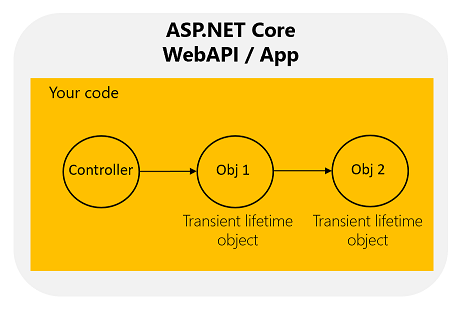 ASP.NET Core
WebAPI / App
Your code
Controller
Obj 1
Obj 2
Transient lifetime
object
Transient lifetime
object